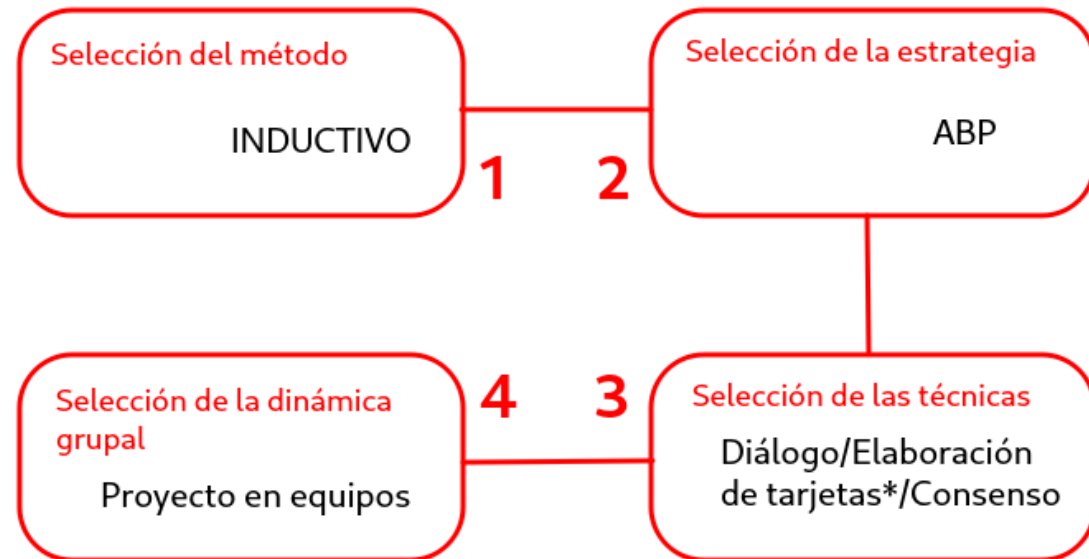 Selección del método
INDUCTIVO
1
Selección de la estrategia
ABP
2
Selección de las técnicas
Diálogo/Elaboración
de tarjetas*/Consenso
3
Selección de la dinámica
grupal
Proyecto en equipos
4